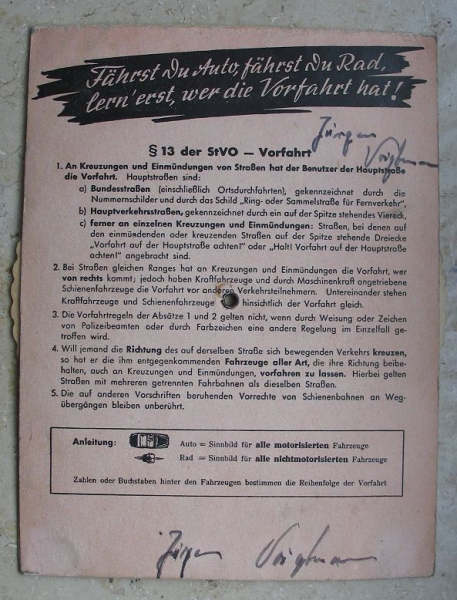 Fährst Du Auto, fährst Du Rad,
lern' erst, wer die Vorfahrt hat!
Jürgen
§ 13 der StVO – Vorfahrt
1. An Kreuzungen und Einmündungen von Straßen hat der Benutzer der Hauptstraße
die Vorfahrt. Hauptstraßen sind:
a) Bundesstraßen (einschließlich Ortsdurchfahrten), gekennzeichnet durch die
Nummernschilder und durch das Schild „Ring- oder Sammelstraße für Fernverkehr",
b) Hauptverkehrsstraßen, gekennzeichnet durch ein auf der Spitze stehendes Viereck,
c) ferner an einzelnen Kreuzungen und Einmündungen: Straßen, bei denen auf
den einmündenden oder kreuzenden Straßen auf der Spitze stehende Dreiecke
„Vorfahrt auf der Hauptstraße achten!" oder „Halt! Vorfahrt auf der Hauptstraße
achten!" angebracht sind.
2. Bei Straßen gleichen Ranges hat an Kreuzungen und Einmündungen die Vorfahrt, wer
von rechts kommt; jedoch haben Kraftfahrzeuge und durch Maschinenkraft angetriebene
Schienenfahrzeuge die Vorfahrt vor anderen Verkehrsteilnehmern. Untereinander stehen
Kraftfahrzeuge und Schienenfahrzeuge hinsichtlich der Vorfahrt gleich.
3. Die Vorfahrtregeln der Absätze 1 und 2 gelten nicht, wenn durch Weisung oder Zeichen
von Polizeibeamten oder durch Farbzeichen eine andere Regelung im Einzelfall ge-
troffen wird.
4. Will jemand die Richtung des auf derselben Straße sich bewegenden Verkehrs kreuzen,
so hat er die ihm entgegenkommenden Fahrzeuge aller Art, die ihre Richtung beibe-
halten, auch an Kreuzungen und Einmündungen, vorfahren zu lassen. Hierbei gelten
Straßen mit mehreren getrennten Fahrbahnen als dieselben Straßen.
5. Die auf anderen Vorschriften beruhenden Vorrechte von Schienenbahnen an Weg-
übergängen bleiben unberührt.
Anleitung: Auto = Sinnbild für alle motorisierten Fahrzeuge
Rad = Sinnbild für alle nichtmotorisierten Fahrzeuge
Zahlen oder Buchstaben hinter den Fahrzeugen bestimmen die Reihenfolge der Vorfahrt
Jürgen